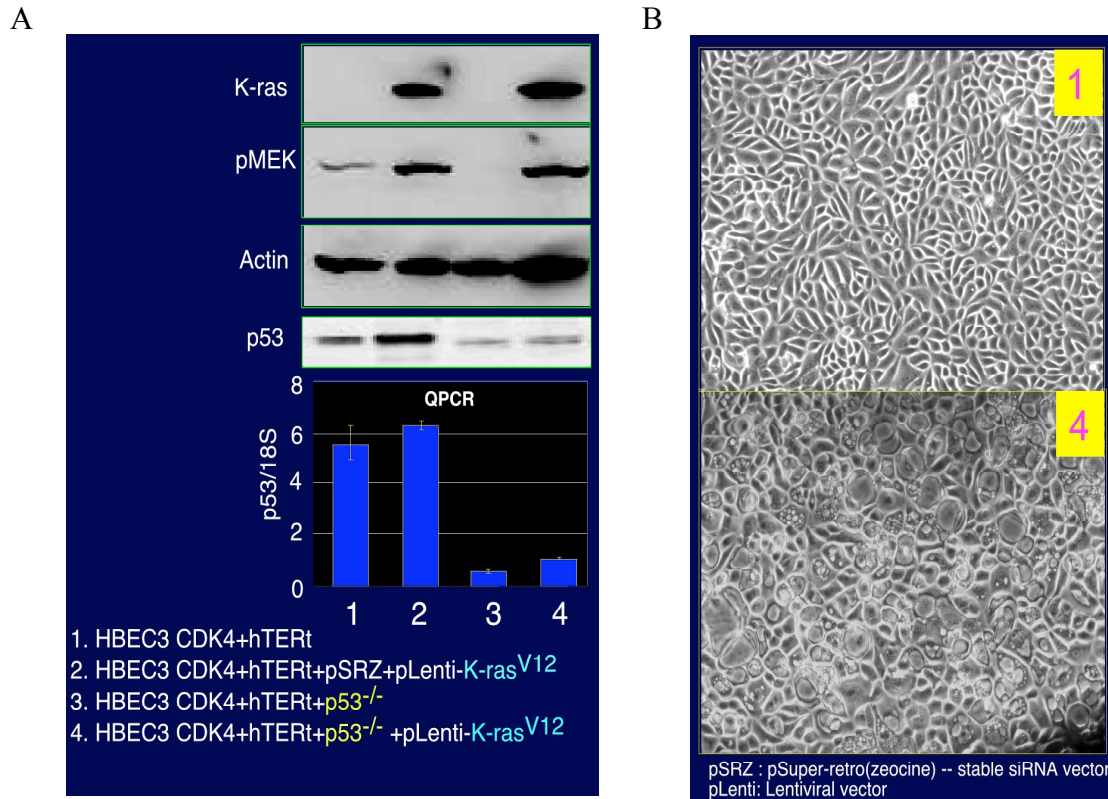 A
B
K-ras
pMEK
Actin
p53
QPCR
p53/18S
8
6
4
2
0
1 2 3 4
1. HBEC3 CDK4+hTERt
2. HBEC3 CDK4+hTERt+pSRZ+pLenti-K-rasV12
3. HBEC3 CDK4+hTERt+p53-/-
4. HBEC3 CDK4+hTERt+p53-/- +pLenti-K-rasV12
1
4
pSRZ : pSuper-retro(zeocine) -- stable siRNA vector
pLenti: Lentiviral vector